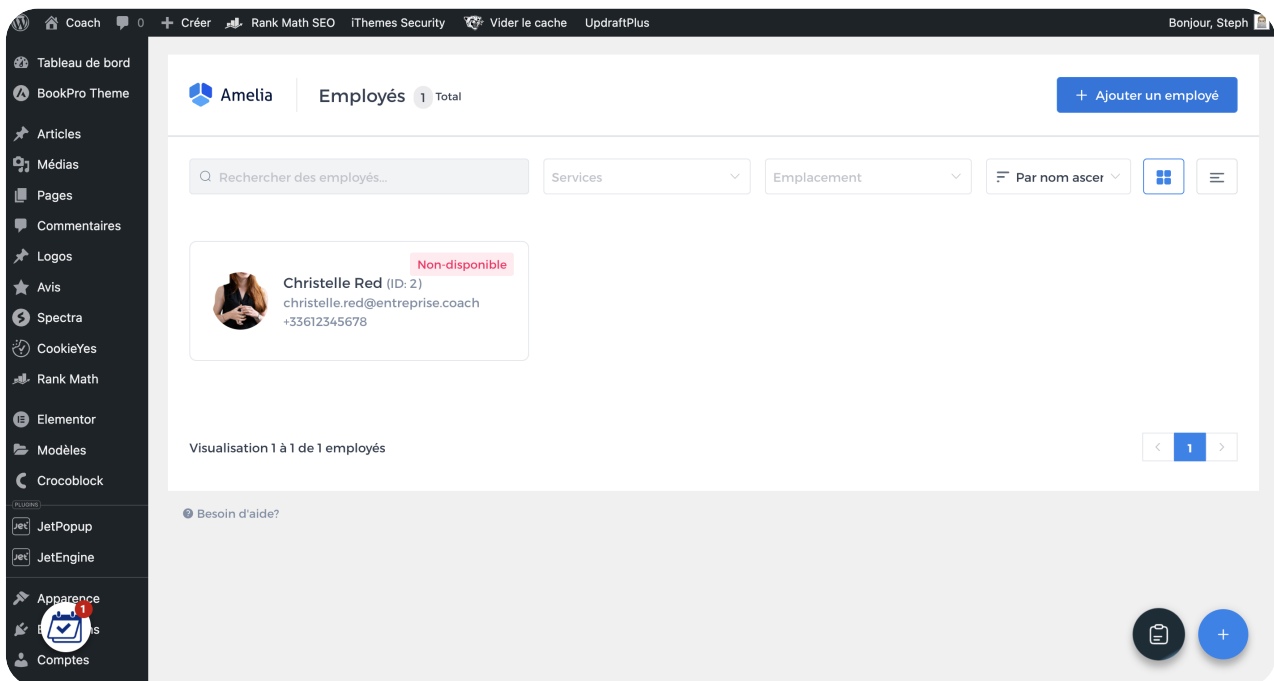 Coach 0 Créer Rank Math SEO iThemes Security Vider le cache UpdraftPlus Bonjour, Steph
Tableau de bord
BookPro Theme
Articles
Médias
Pages
Commentaires
Logos
Avis
Spectra
CookieYes
Rank Math
Elementor
Modèles
Crocoblock
PLUGINS
Jet JetPopup
Jet JetEngine
Apparence
1
Comptes
Amelia Employés 1 Total + Ajouter un employé
Rechercher des employés... Services Emplacement Par nom ascer
Non-disponible
Christelle Red (ID: 2)
christelle.red@entreprise.coach
+33612345678
Visualisation 1 à 1 de 1 employés < 1 >
Besoin d'aide?
+